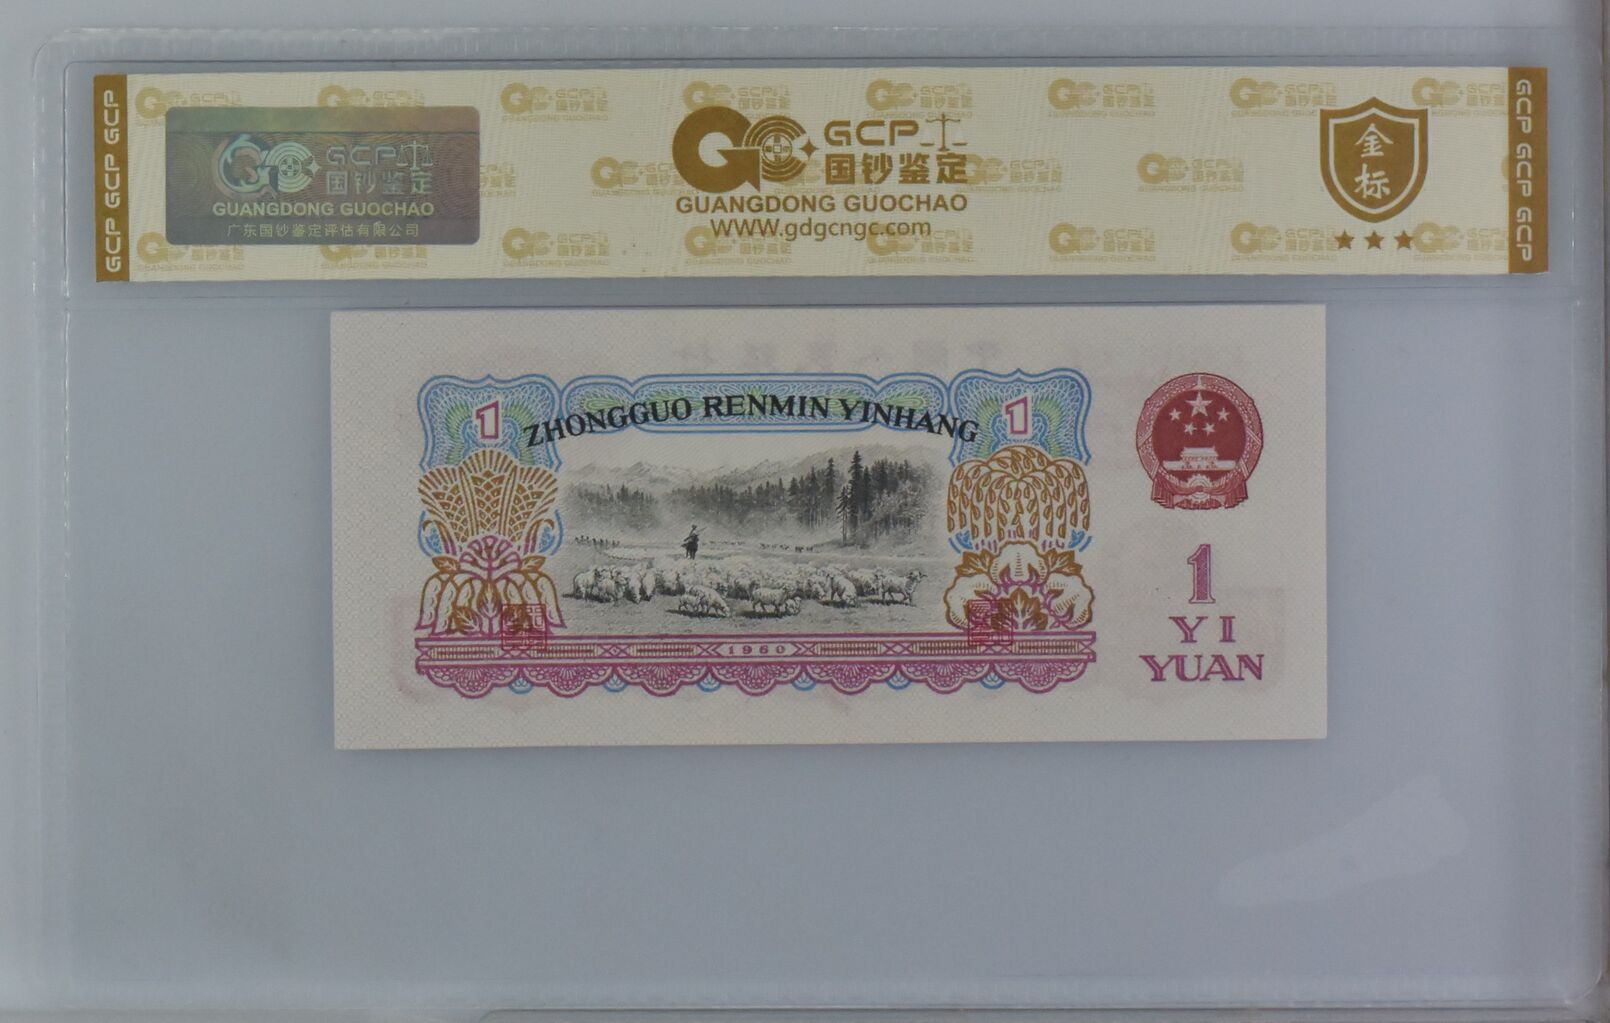 GCP GCP GCP
GCP
国钞鉴定
GUANGDONG GUOCHAO
广东国钞鉴定评估有限公司
GCP
国钞鉴定
GUANGDONG GUOCHAO
WWW.gdgcngc.com
金标
GCP GCP GCP
1
ZHONGGUO RENMIN YINHANG
1
1960
1
YI
YUAN